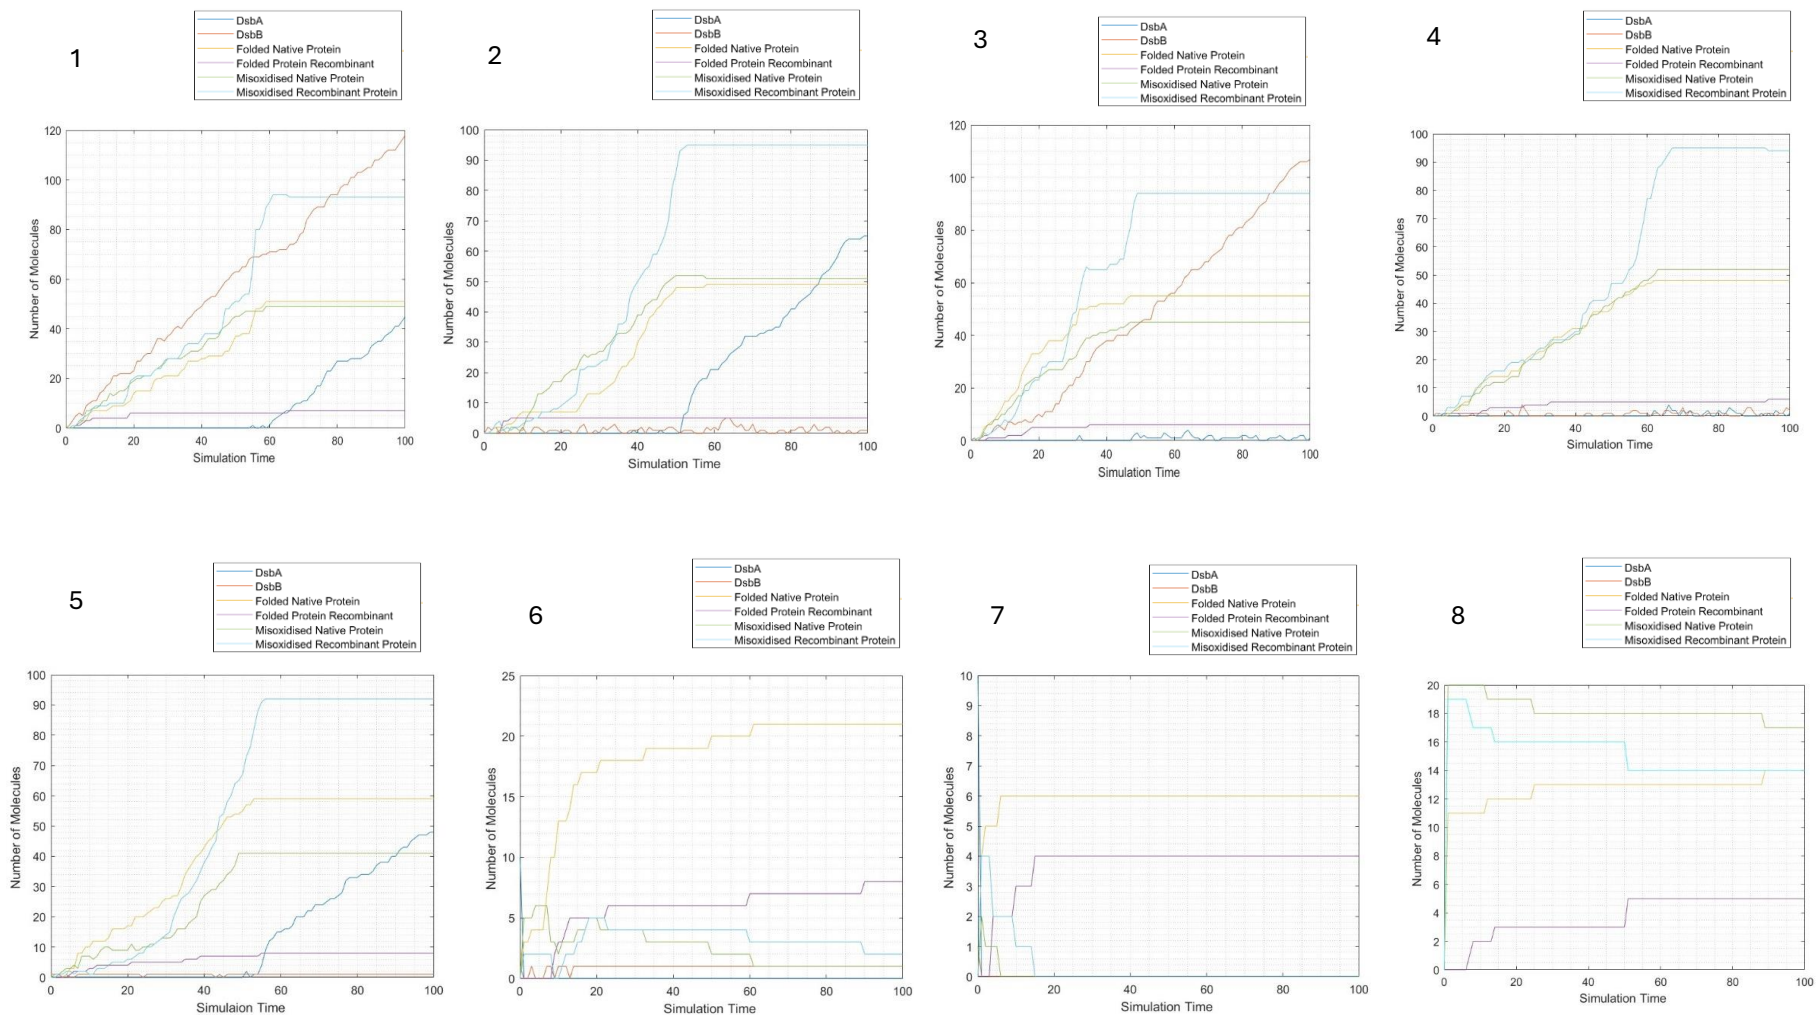 1
DsbA
DsbB
Folded Native Protein
Folded Protein Recombinant
Misoxidised Native Protein
Misoxidised Recombinant Protein
120
100
80
60
40
20
0
Number of Molecules
0 20 40 60 80 100
Simulation Time
2
DsbA
DsbB
Folded Native Protein
Folded Protein Recombinant
Misoxidised Native Protein
Misoxidised Recombinant Protein
100
90
80
70
60
50
40
30
20
10
0
Number of Molecules
0 20 40 60 80 100
Simulation Time
3
DsbA
DsbB
Folded Native Protein
Folded Protein Recombinant
Misoxidised Native Protein
Misoxidised Recombinant Protein
120
100
80
60
40
20
0
Number of Molecules
0 20 40 60 80 100
Simulation Time
4
DsbA
DsbB
Folded Native Protein
Folded Protein Recombinant
Misoxidised Native Protein
Misoxidised Recombinant Protein
100
90
80
70
60
50
40
30
20
10
0
Number of Molecules
0 20 40 60 80 100
Simulation Time
5
DsbA
DsbB
Folded Native Protein
Folded Protein Recombinant
Misoxidised Native Protein
Misoxidised Recombinant Protein
100
90
80
70
60
50
40
30
20
10
0
Number of Molecules
0 20 40 60 80 100
Simulation Time
6
DsbA
DsbB
Folded Native Protein
Folded Protein Recombinant
Misoxidised Native Protein
Misoxidised Recombinant Protein
25
20
15
10
5
0
Number of Molecules
0 20 40 60 80 100
Simulation Time
7
DsbA
DsbB
Folded Native Protein
Folded Protein Recombinant
Misoxidised Native Protein
Misoxidised Recombinant Protein
10
9
8
7
6
5
4
3
2
1
0
Number of Molecules
0 20 40 60 80 100
Simulation Time
8
DsbA
DsbB
Folded Native Protein
Folded Protein Recombinant
Misoxidised Native Protein
Misoxidised Recombinant Protein
20
18
16
14
12
10
8
6
4
2
0
Number of Molecules
0 20 40 60 80 100
Simulation Time